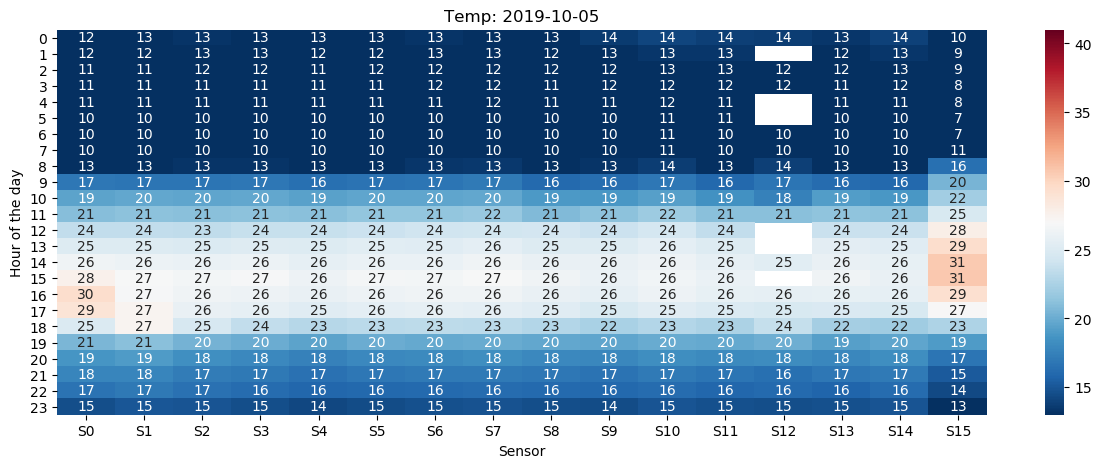 Temp: 2019-10-05
0 12 13 13 13 13 13 13 13 13 14 14 14 14 13 14 10
1 12 12 13 13 12 12 13 13 12 13 13 13 12 13 9
2 11 11 12 12 11 12 12 12 12 12 13 13 12 12 13 9
3 11 11 11 11 11 11 12 12 11 12 12 12 12 11 12 8
4 11 11 11 11 11 11 11 12 11 11 12 11 11 11 8
5 10 10 10 10 10 10 10 10 10 10 11 11 10 10 7
6 10 10 10 10 10 10 10 10 10 10 11 10 10 10 10 7
7 10 10 10 10 10 10 10 10 10 10 11 10 10 10 10 11
8 13 13 13 13 13 13 13 13 13 13 14 13 14 13 13 16
9 17 17 17 17 16 17 17 17 16 16 17 16 17 16 16 20
10 19 20 20 20 19 20 20 20 19 19 19 19 18 19 19 22
11 21 21 21 21 21 21 21 22 21 21 22 21 21 21 21 25
12 24 24 23 24 24 24 24 24 24 24 25 24 24 24 28
13 25 25 25 25 25 25 25 26 25 25 26 25 25 25 29
14 26 26 26 26 26 26 26 26 26 26 26 26 25 26 26 31
15 28 27 27 27 26 27 27 27 26 26 26 26 26 26 31
16 30 27 26 26 26 26 26 26 26 26 26 26 26 26 26 29
17 29 27 26 26 25 26 26 26 25 25 25 25 25 25 25 27
18 25 27 25 24 23 23 23 23 23 22 23 23 24 22 22 23
19 21 21 20 20 20 20 20 20 20 20 20 20 20 19 20 19
20 19 19 18 18 18 18 18 18 18 18 18 18 18 18 18 17
21 18 18 17 17 17 17 17 17 17 17 17 17 16 17 17 15
22 17 17 17 16 16 16 16 16 16 16 16 16 16 16 16 14
23 15 15 15 15 14 15 15 15 15 14 15 15 15 15 15 13
S0 S1 S2 S3 S4 S5 S6 S7 S8 S9 S10 S11 S12 S13 S14 S15
Sensor
Hour of the day
40
35
30
25
20
15